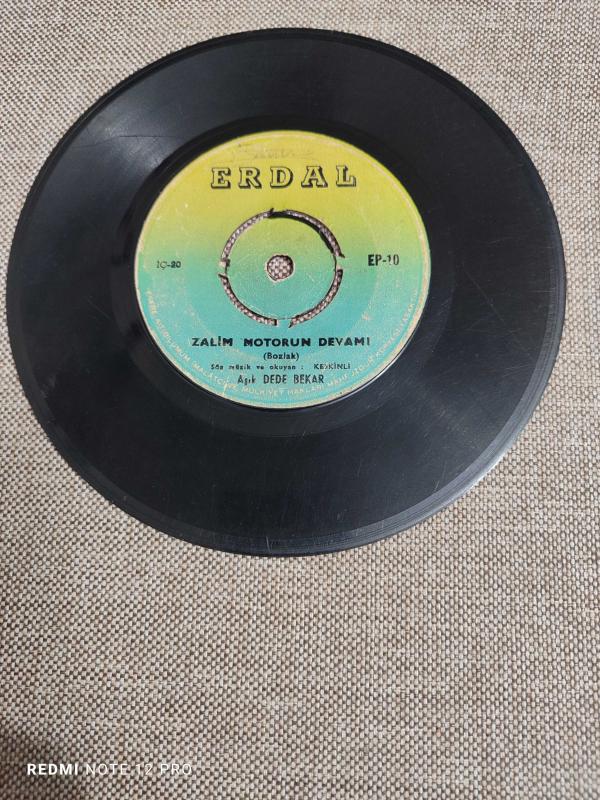 ERDAL
İÇ-20
EP-10
ZALİM MOTORUN DEVAMI
(Bozlak)
Söz müzik ve okuyan : KESKİNLİ
Aşık DEDE BEKAR
REDMI NOTE 12 PRO